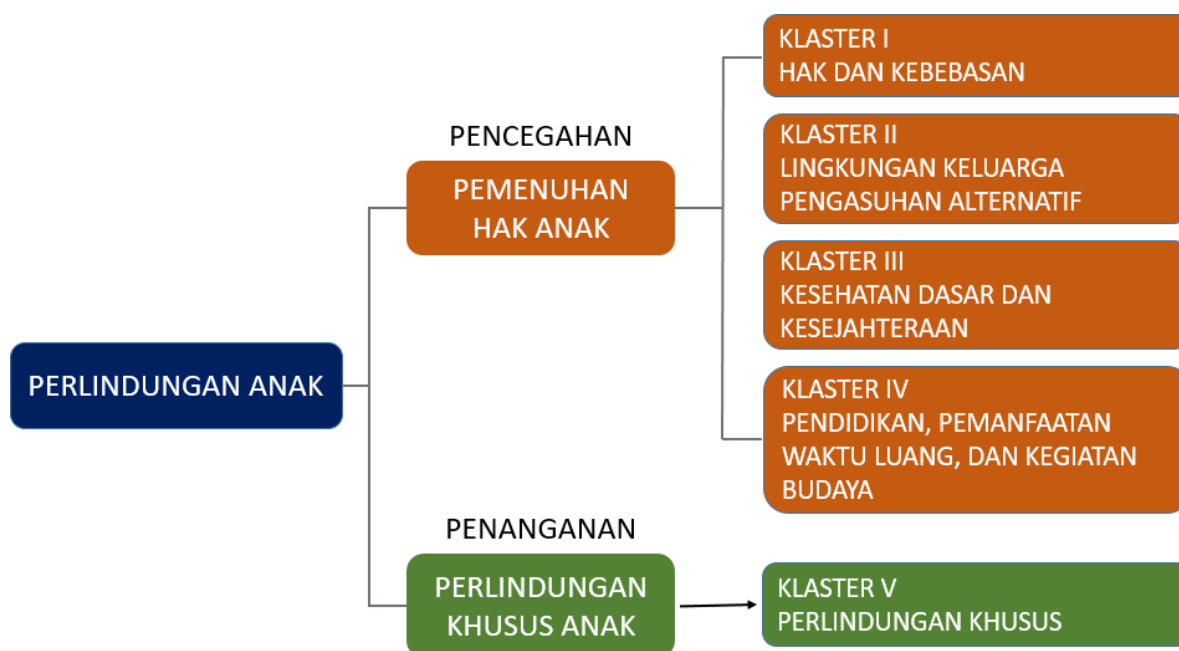 PERLINDUNGAN ANAK
PENCEGAHAN
PEMENUHAN
HAK ANAK
KLASTER I
HAK DAN KEBEBASAN
KLASTER II
LINGKUNGAN KELUARGA
PENGASUHAN ALTERNATIF
KLASTER III
KESEHATAN DASAR DAN
KESEJAHTERAAN
KLASTER IV
PENDIDIKAN, PEMANFAATAN
WAKTU LUANG, DAN KEGIATAN
BUDAYA
PENANGANAN
PERLINDUNGAN
KHUSUS ANAK
KLASTER V
PERLINDUNGAN KHUSUS